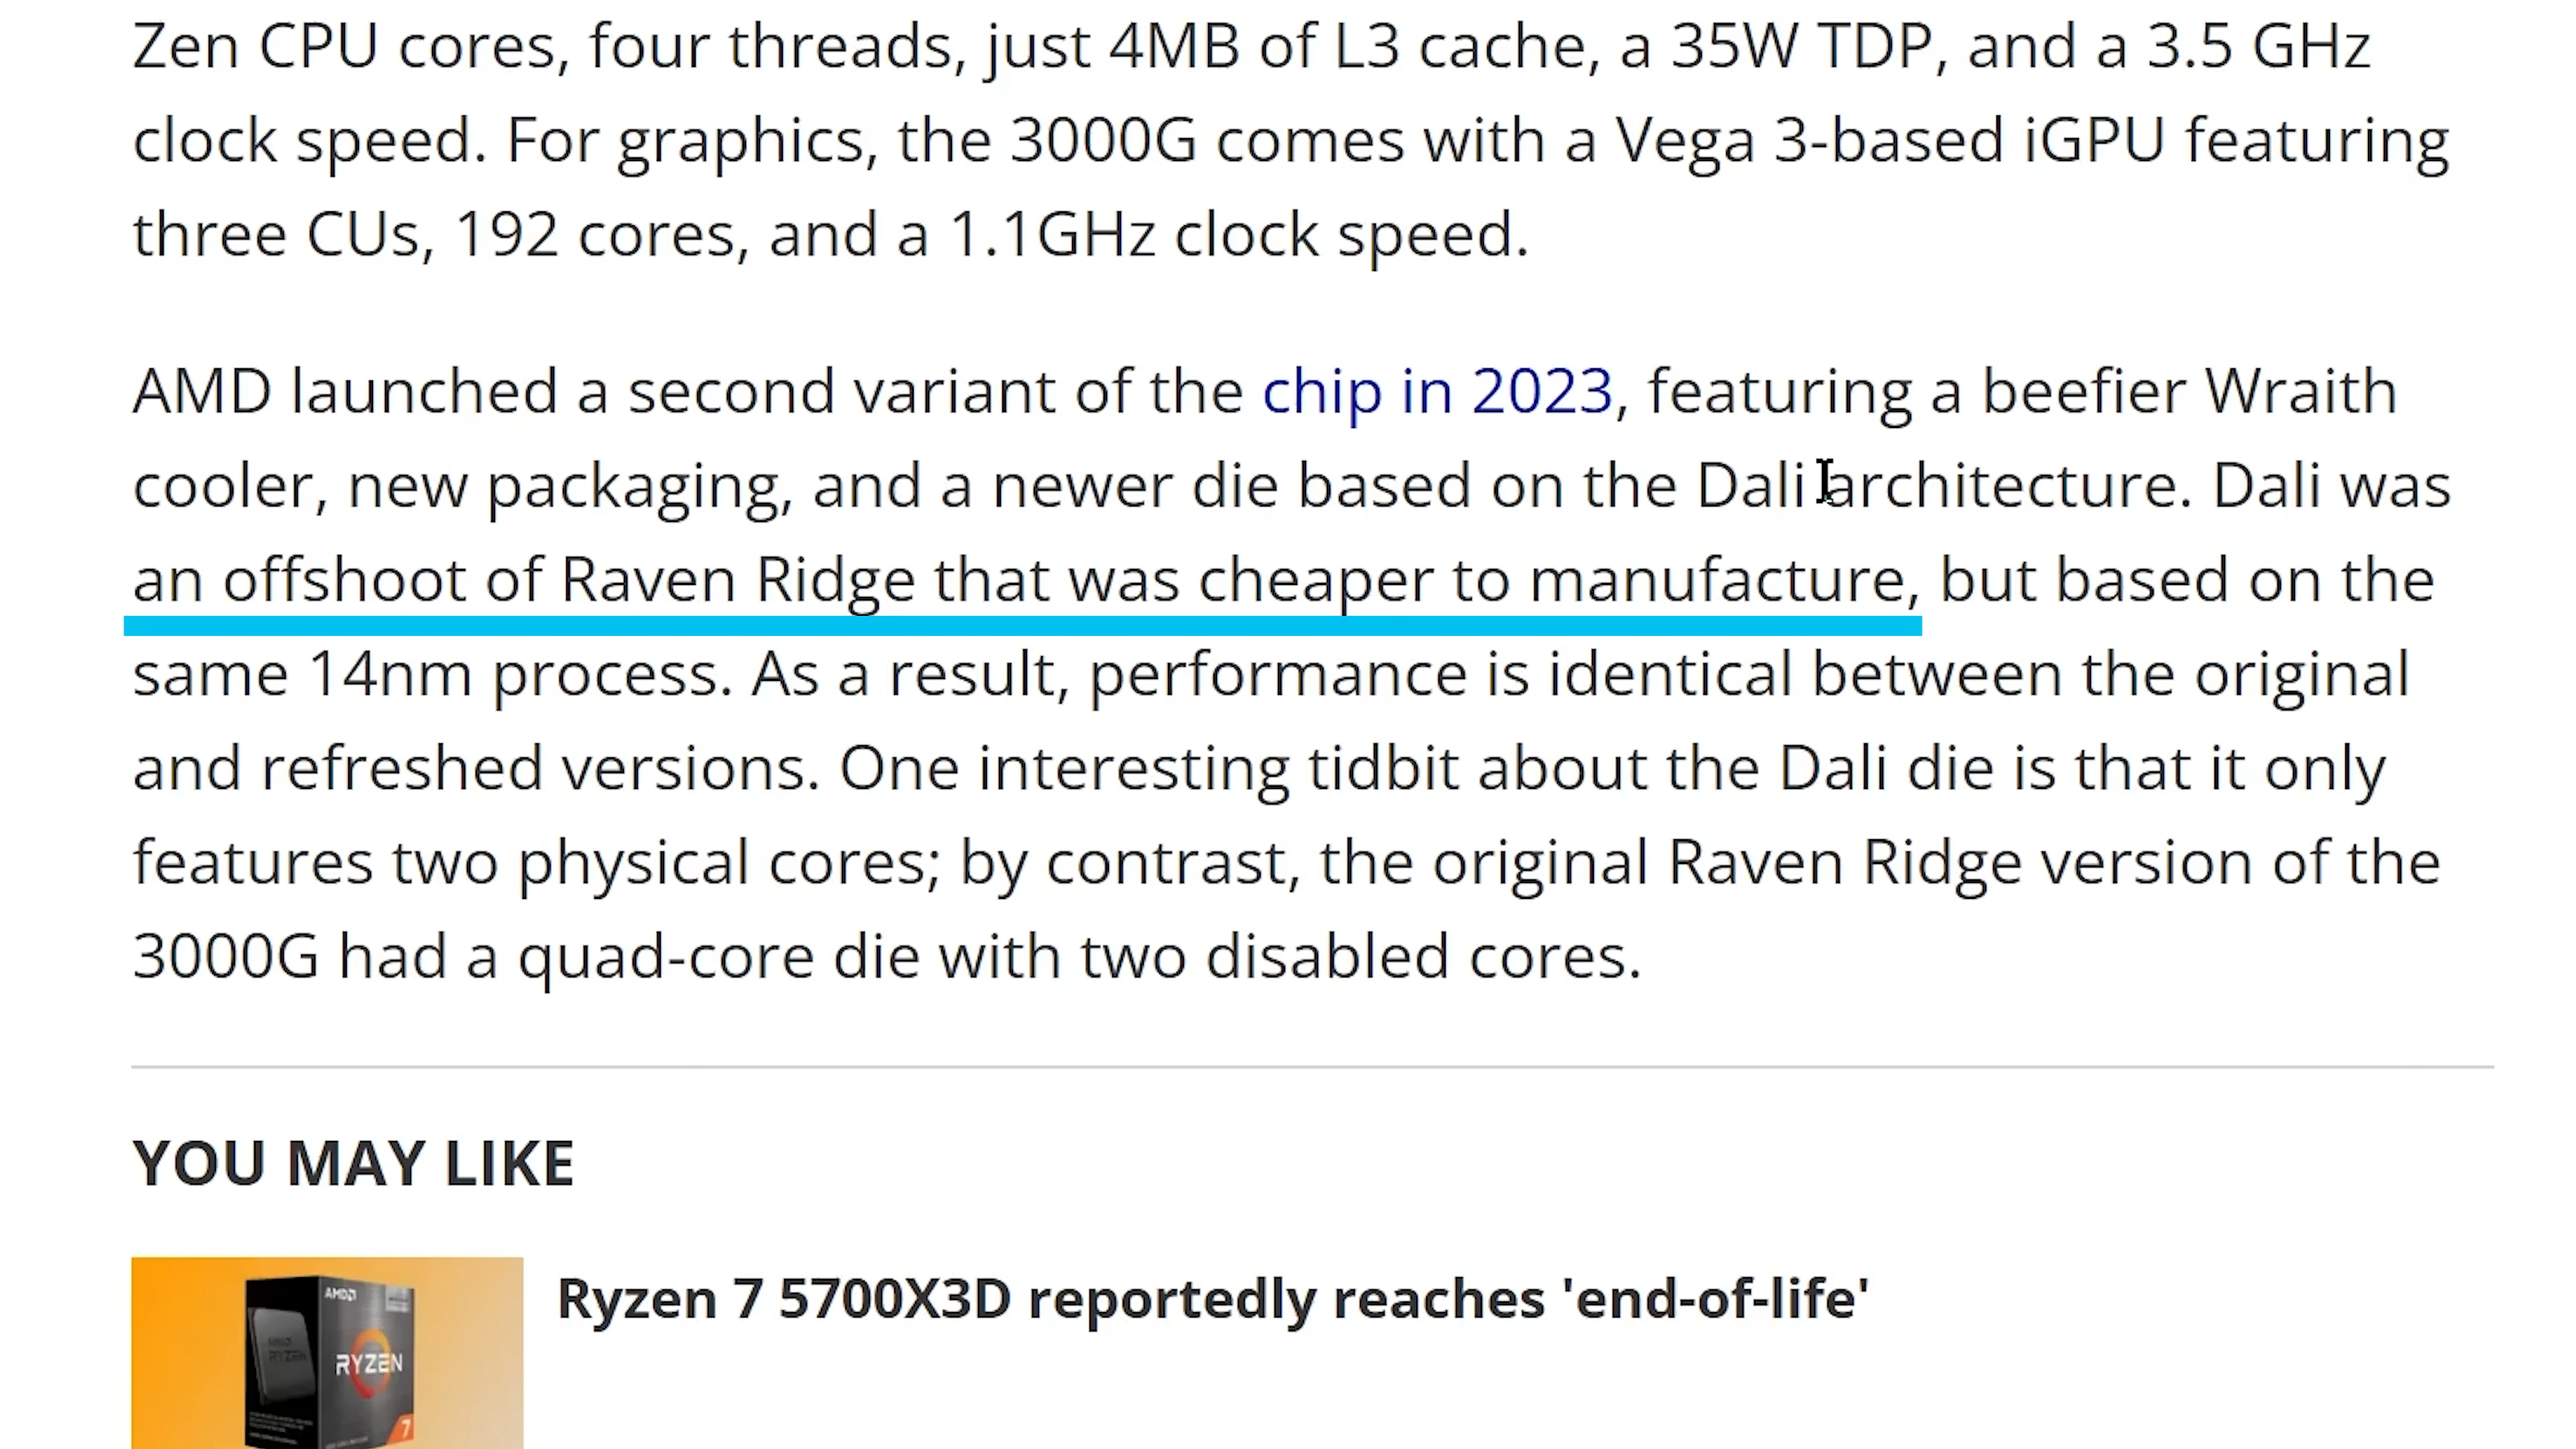 Zen CPU cores, four threads, just 4MB of L3 cache, a 35W TDP, and a 3.5 GHz
clock speed. For graphics, the 3000G comes with a Vega 3-based iGPU featuring
three CUs, 192 cores, and a 1.1GHz clock speed.
AMD launched a second variant of the chip in 2023, featuring a beefier Wraith
cooler, new packaging, and a newer die based on the Dali architecture. Dali was
an offshoot of Raven Ridge that was cheaper to manufacture, but based on the
same 14nm process. As a result, performance is identical between the original
and refreshed versions. One interesting tidbit about the Dali die is that it only
features two physical cores; by contrast, the original Raven Ridge version of the
3000G had a quad-core die with two disabled cores.
YOU MAY LIKE
Ryzen 7 5700X3D reportedly reaches 'end-of-life'
AMD
AMD
RYZEN
RYZEN
7